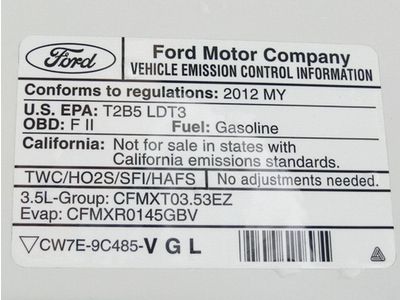 Ford
Ford Motor Company
VEHICLE EMISSION CONTROL INFORMATION
Conforms to regulations: 2012 MY
U.S. EPA: T2B5 LDT3
OBD: F II Fuel: Gasoline
California: Not for sale in states with
California emissions standards.
TWC/HO2S/SFI/HAFS No adjustments needed.
3.5L-Group: CFMXT03.53EZ
Evap: CFMXR0145GBV
CW7E-9C485-V G L